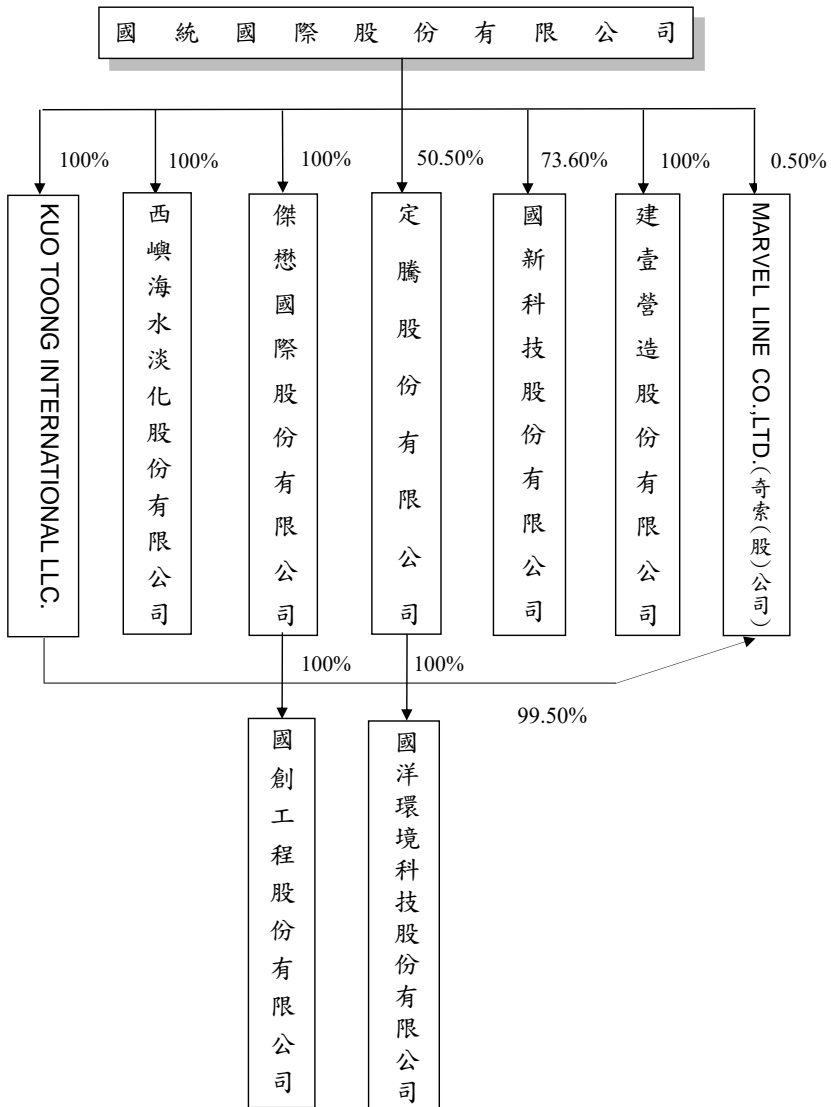 國統國際股份有限公司
100%
100%
100%
50.50%
73.60%
100%
0.50%
KUO TOONG INTERNATIONAL LLC.
西嶼海水淡化股份有限公司
傑懋國際股份有限公司
定騰股份有限公司
國新科技股份有限公司
建壹營造股份有限公司
MARVEL LINE CO.,LTD.(奇索(股)公司)
100%
100%
99.50%
國創工程股份有限公司
國洋環境科技股份有限公司